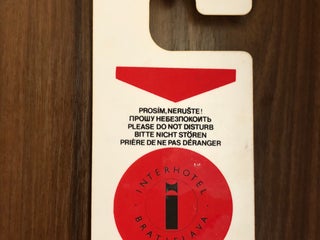 PROSÍM, NERUŠTE!
ПРОШУ НЕБЕЗПОКОИТЬ
PLEASE DO NOT DISTURB
BITTE NICHT STÖREN
PRIÈRE DE NE PAS DÉRANGER
INTERHOTEL
i
BRATISLAVA